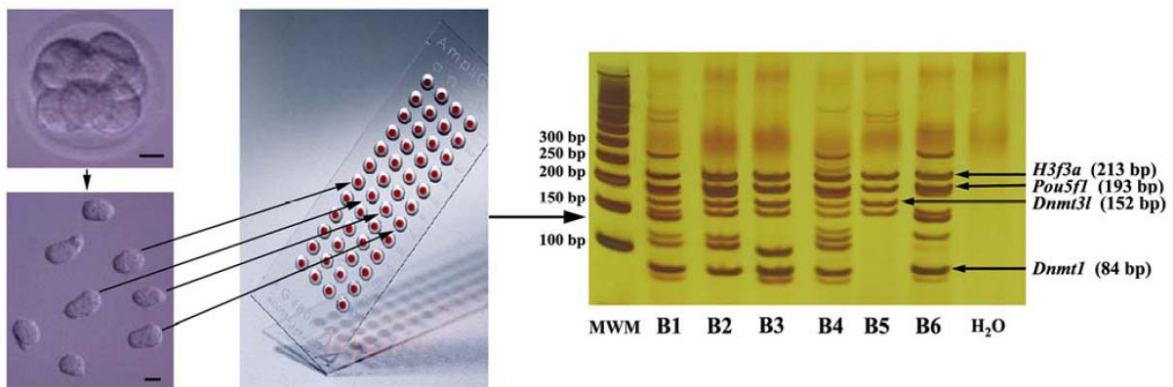 AmpliG
300 bp
250 bp
200 bp
150 bp
100 bp
H3f3a (213 bp)
Pou5f1 (193 bp)
Dnmt3l (152 bp)
Dnmt1 (84 bp)
MWM B1 B2 B3 B4 B5 B6 H₂O